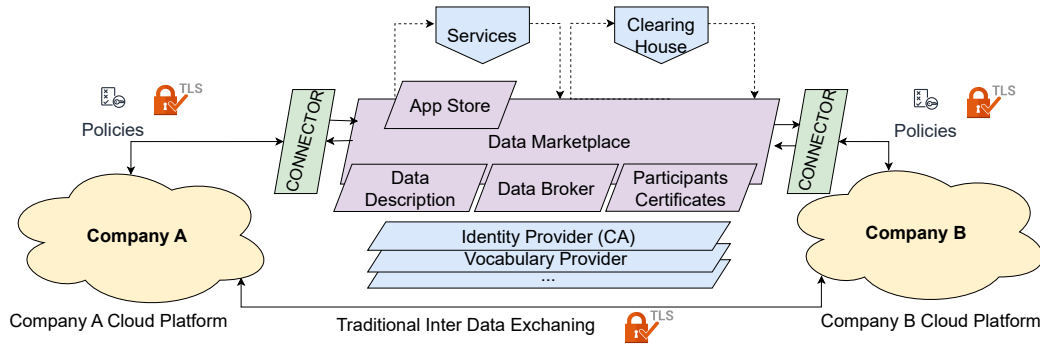 Services
Clearing
House
TLS
Policies
CONNECTOR
App Store
Data Marketplace
Data
Description
Data Broker
Participants
Certificates
CONNECTOR
TLS
Policies
Company A
Identity Provider (CA)
Vocabulary Provider
...
Company B
Company A Cloud Platform
Traditional Inter Data Exchaning
TLS
Company B Cloud Platform